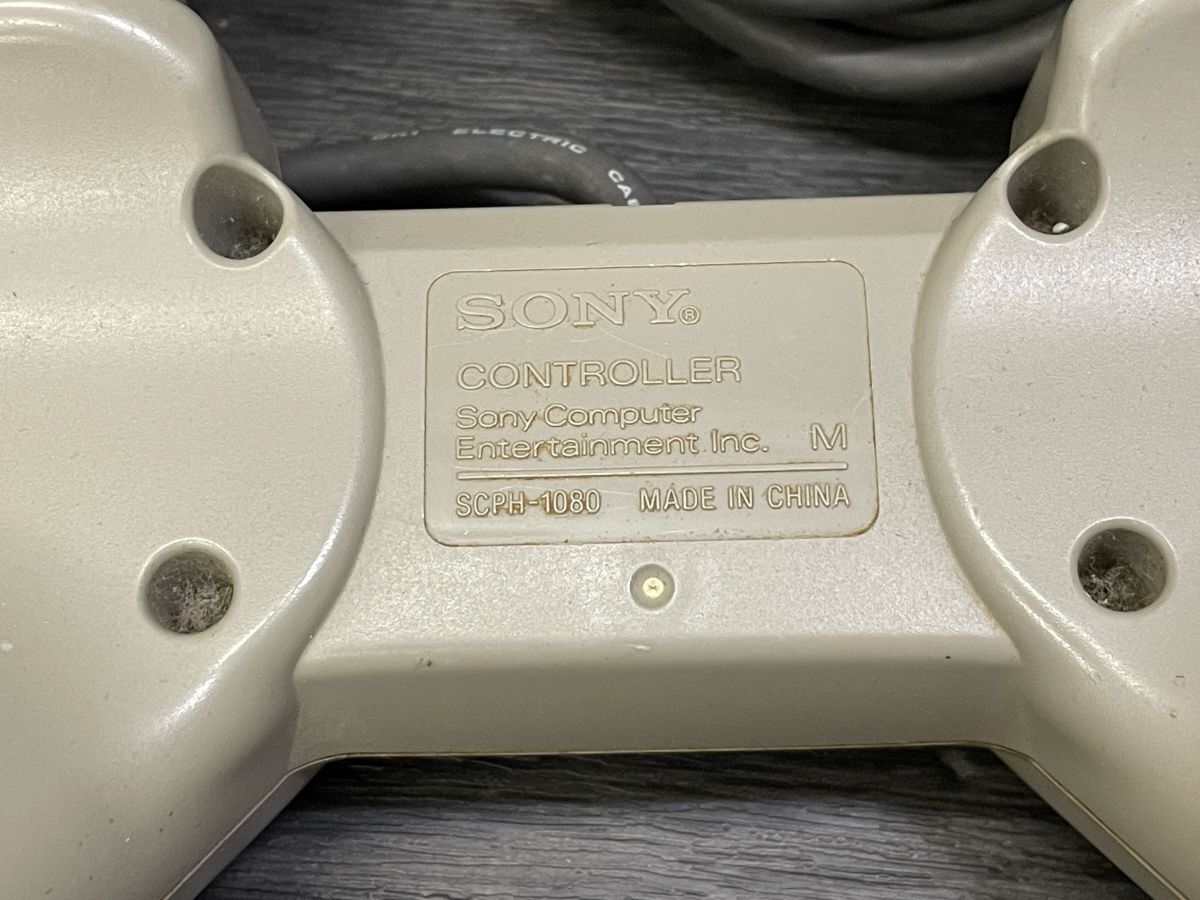 ELECTRIC
SONY®
CONTROLLER
Sony Computer
Entertainment Inc. M
SCPH-1080 MADE IN CHINA